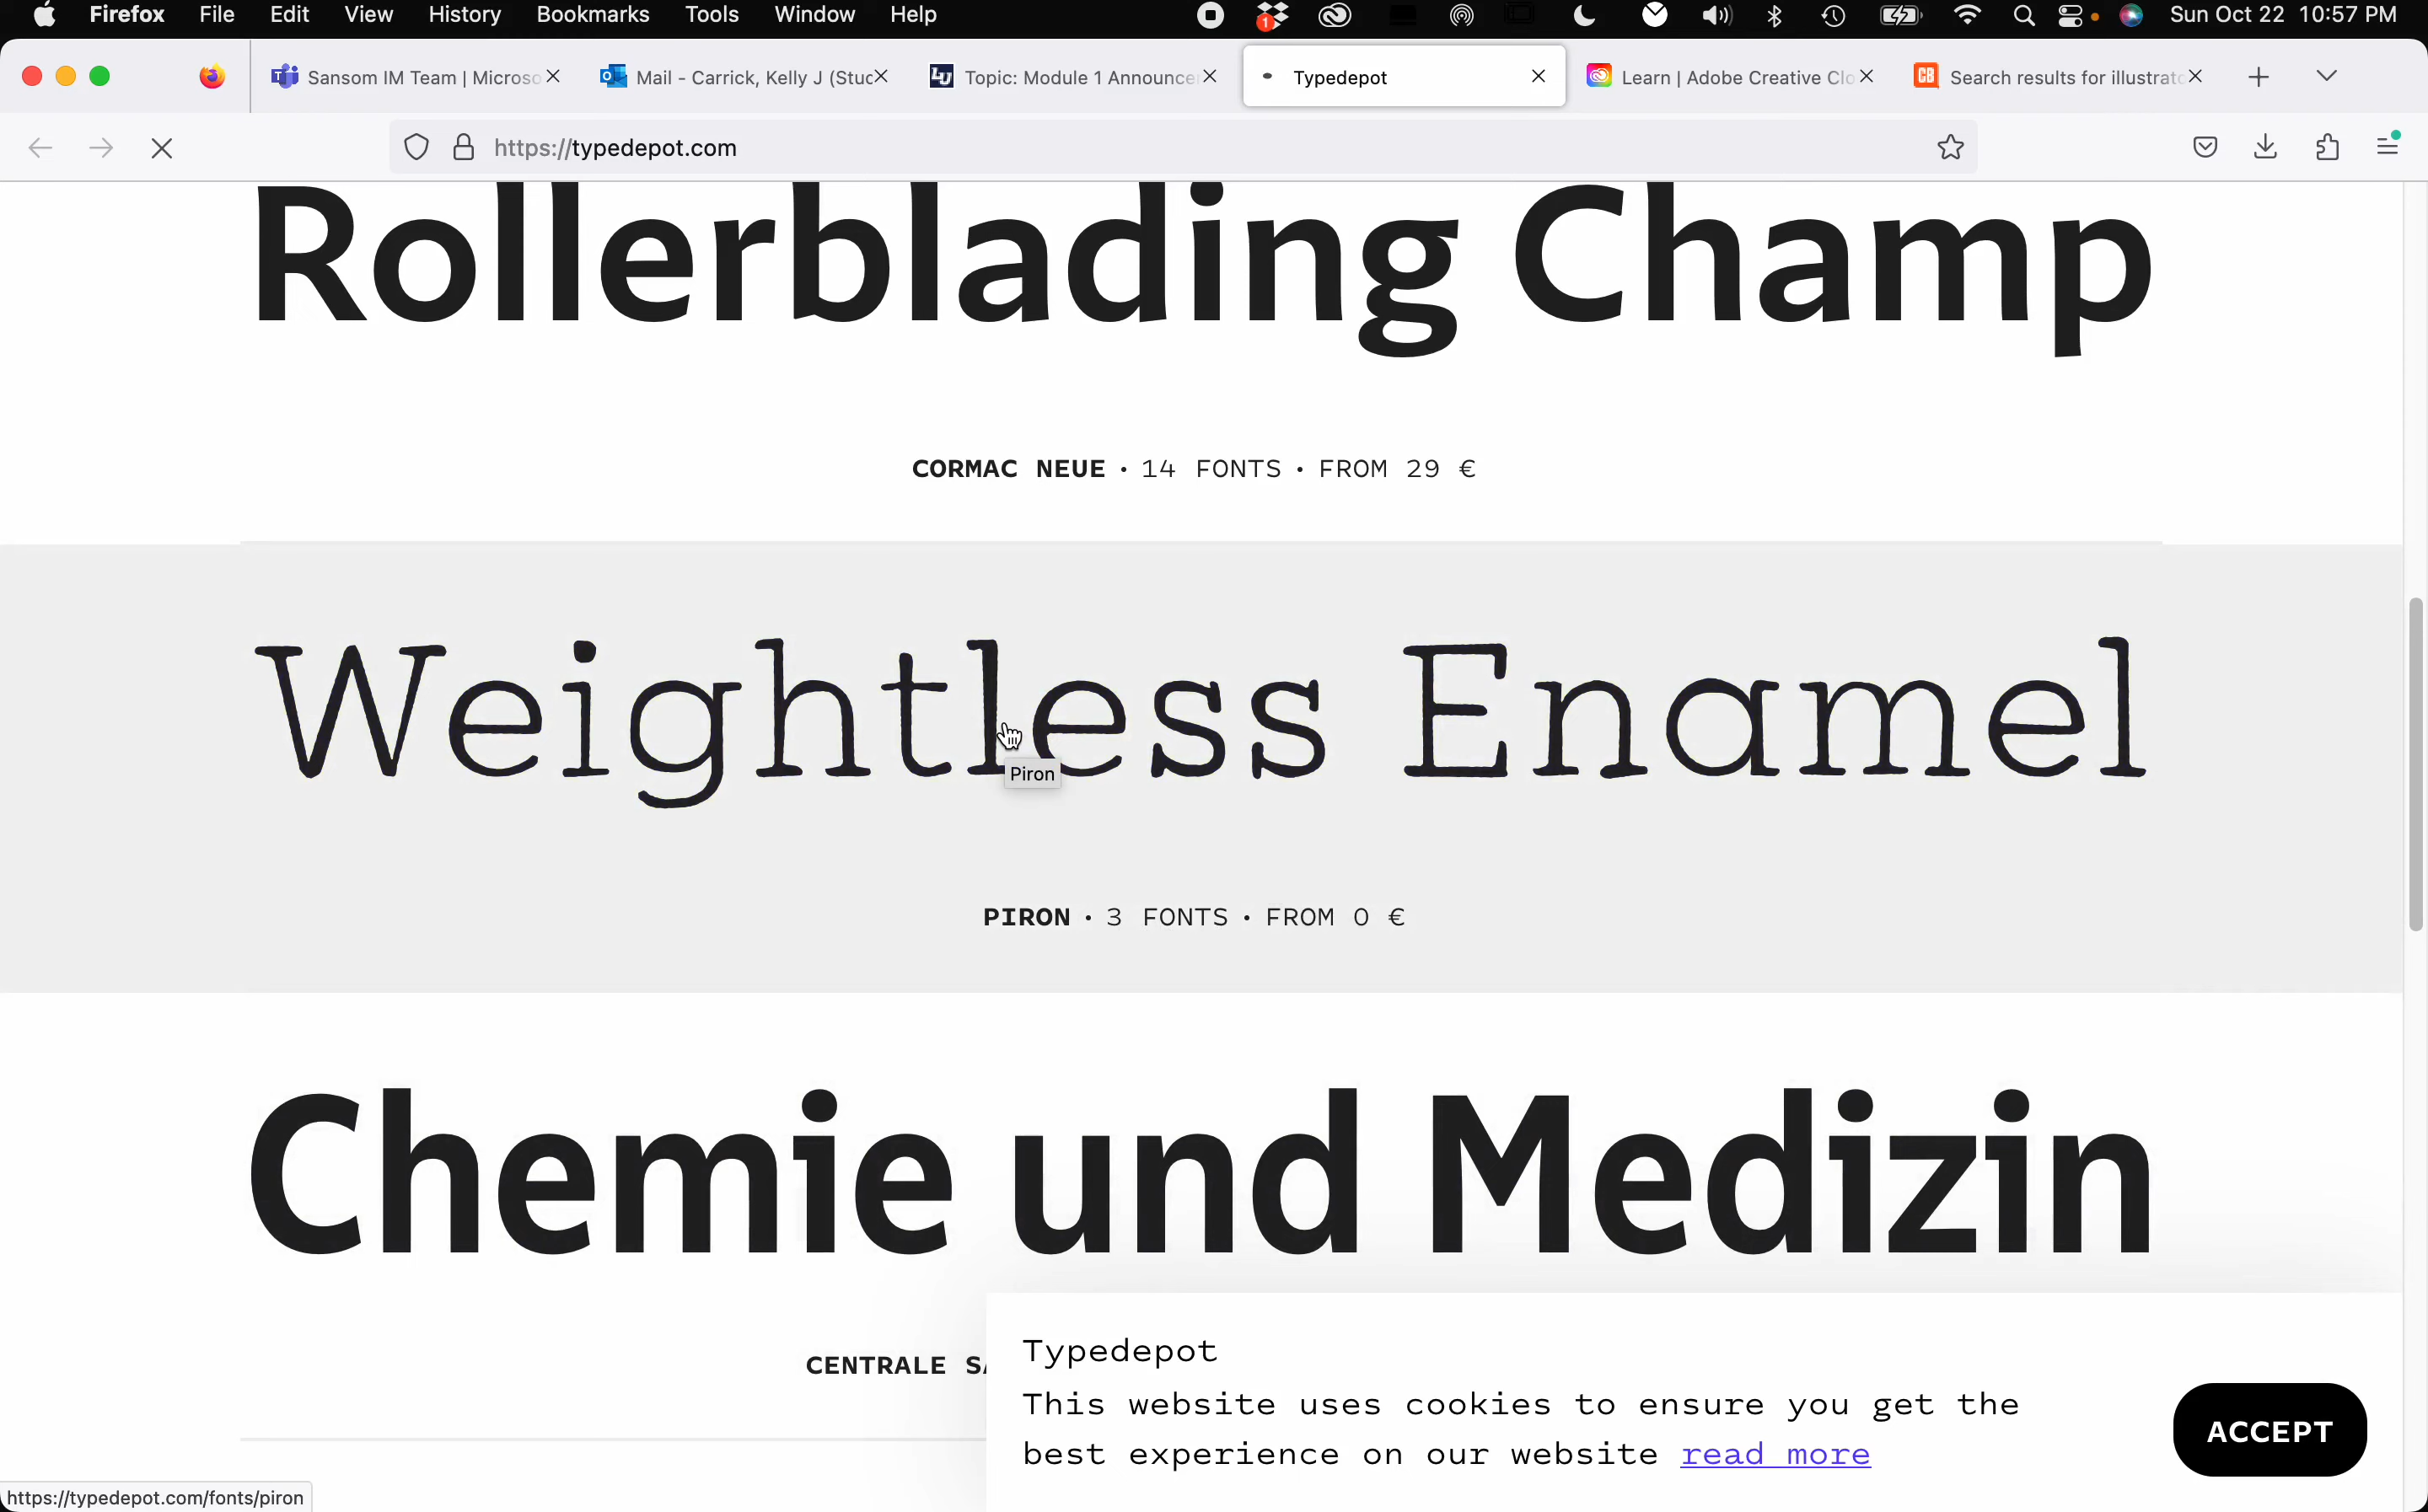 Firefox File Edit View History Bookmarks Tools Window Help 1 Sun Oct 22 10:57 PM
Sansom IM Team | Microso Mail - Carrick, Kelly J (Stuc Topic: Module 1 Announce Typedepot Learn | Adobe Creative Clo CB Search results for illustrat
https://typedepot.com
Rollerblading Champ
CORMAC NEUE • 14 FONTS • FROM 29 €
Weightless Enamel
Piron
PIRON • 3 FONTS • FROM 0 €
Chemie und Medizin
CENTRALE SA
Typedepot
This website uses cookies to ensure you get the
best experience on our website read more
ACCEPT
https://typedepot.com/fonts/piron